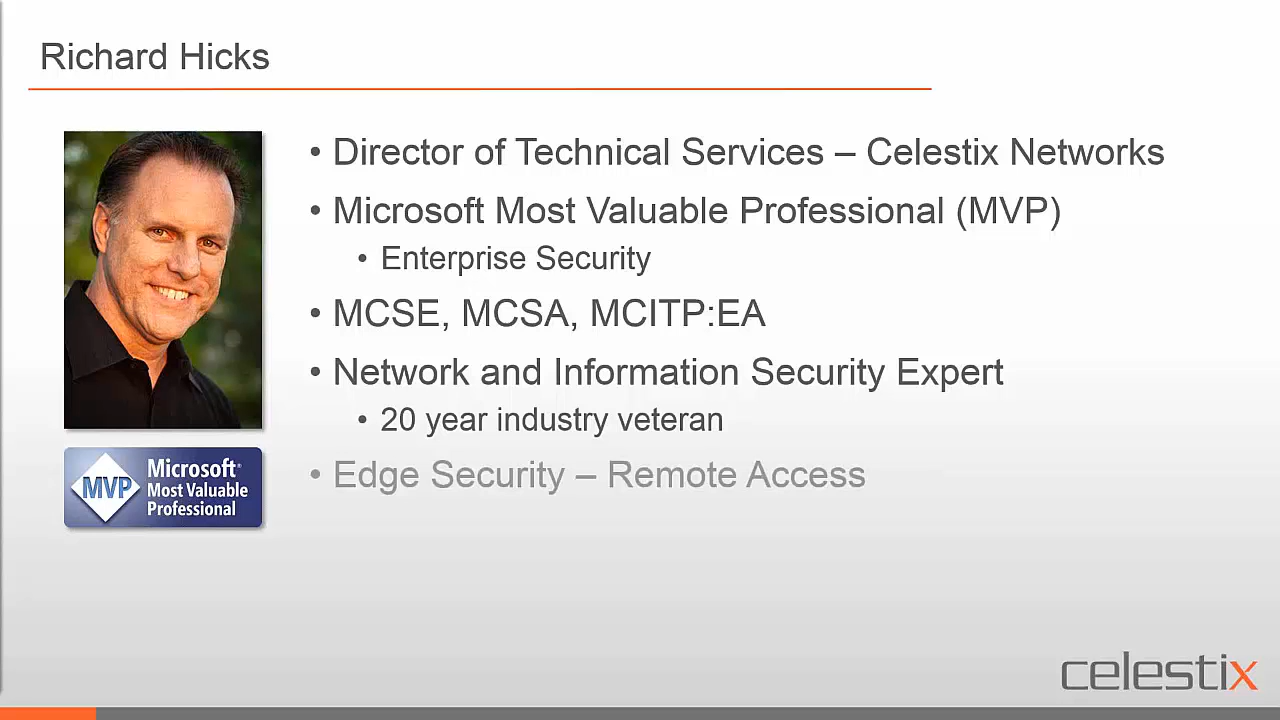 Richard Hicks
• Director of Technical Services – Celestix Networks
• Microsoft Most Valuable Professional (MVP)
• Enterprise Security
• MCSE, MCSA, MCITP:EA
• Network and Information Security Expert
• 20 year industry veteran
• Edge Security – Remote Access
MVP
Microsoft®
Most Valuable
Professional
celestix